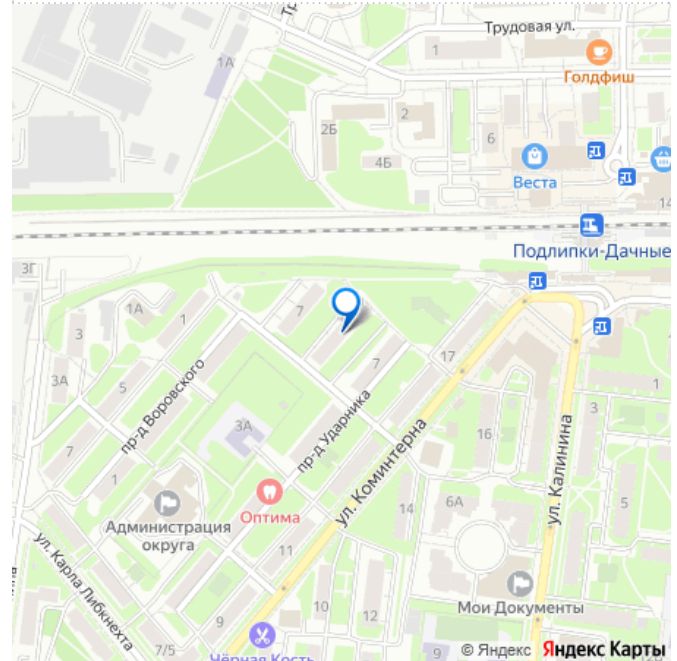 Трудовая ул.
1
Голдфиш
1А
2
2Б
6
4Б
Веста
14
Подлипки-Дачные
3Г
1А
7
3
1
17
7
3А
5
пр-д Воровского
1
3
7
3А
пр-д Ударника
16
ул. Калинина
1
ул. Коминтерна
5
Оптима
6А
14
Администрация
округа
ул. Карла Либкнехта
11
Мои Документы
10
12
9
7/5
Чёрная Кость
9
© Яндекс Яндекс Карты